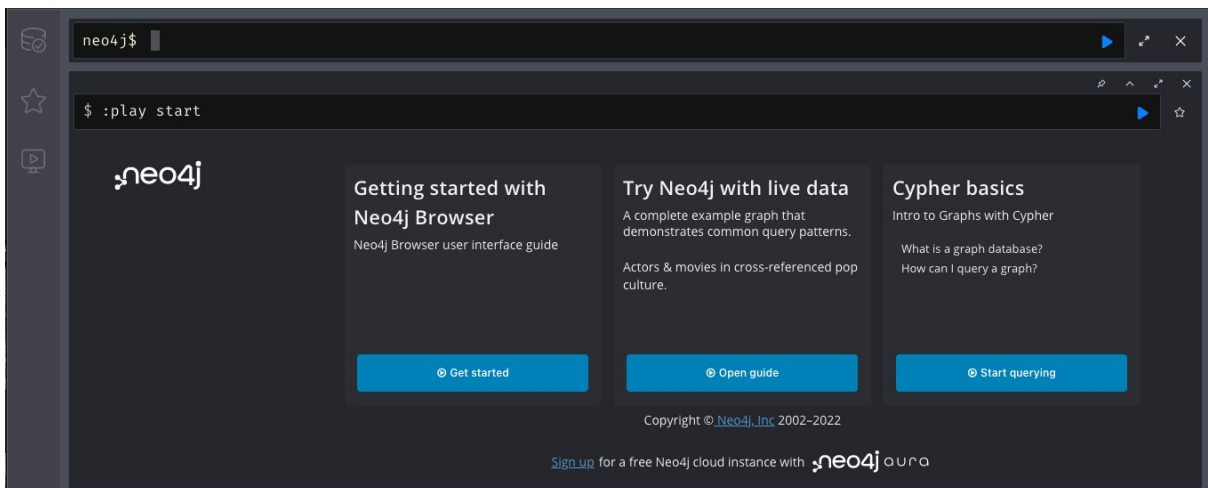 neo4j$
$ :play start
neo4j
Getting started with
Neo4j Browser
Neo4j Browser user interface guide
Get started
Try Neo4j with live data
A complete example graph that
demonstrates common query patterns.
Actors & movies in cross-referenced pop
culture.
Open guide
Cypher basics
Intro to Graphs with Cypher
What is a graph database?
How can I query a graph?
Start querying
Copyright © Neo4j, Inc 2002–2022
Sign up for a free Neo4j cloud instance with neo4j aura